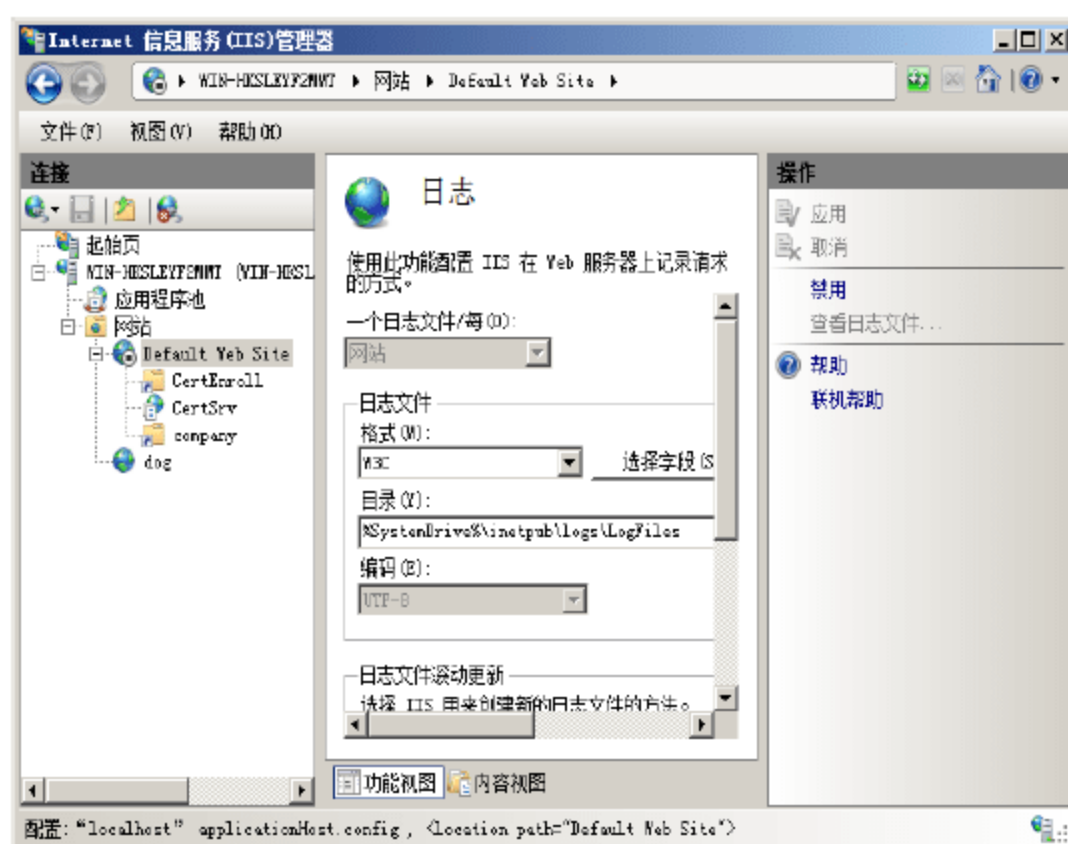 Internet 信息服务(IIS)管理器
网站 Default Web Site
文件(F) 视图(V) 帮助(H)
连接
起始页
应用程序池
网站
Default Web Site
CertEnroll
CertSrv
company
dog
日志
使用此功能配置 IIS 在 Web 服务器上记录请求
的方式。
一个日志文件/每(O):
网站
日志文件
格式(M):
W3C
选择字段(S
目录(Y):
%SystemDrive%\inetpub\logs\LogFiles
编码(E):
UTF-8
日志文件滚动更新
选择 IIS 用来创建新的日志文件的方法。
功能视图 内容视图
操作
应用
取消
禁用
查看日志文件...
帮助
联机帮助
配置:“localhost” applicationHost.config , <location path="Default Web Site">